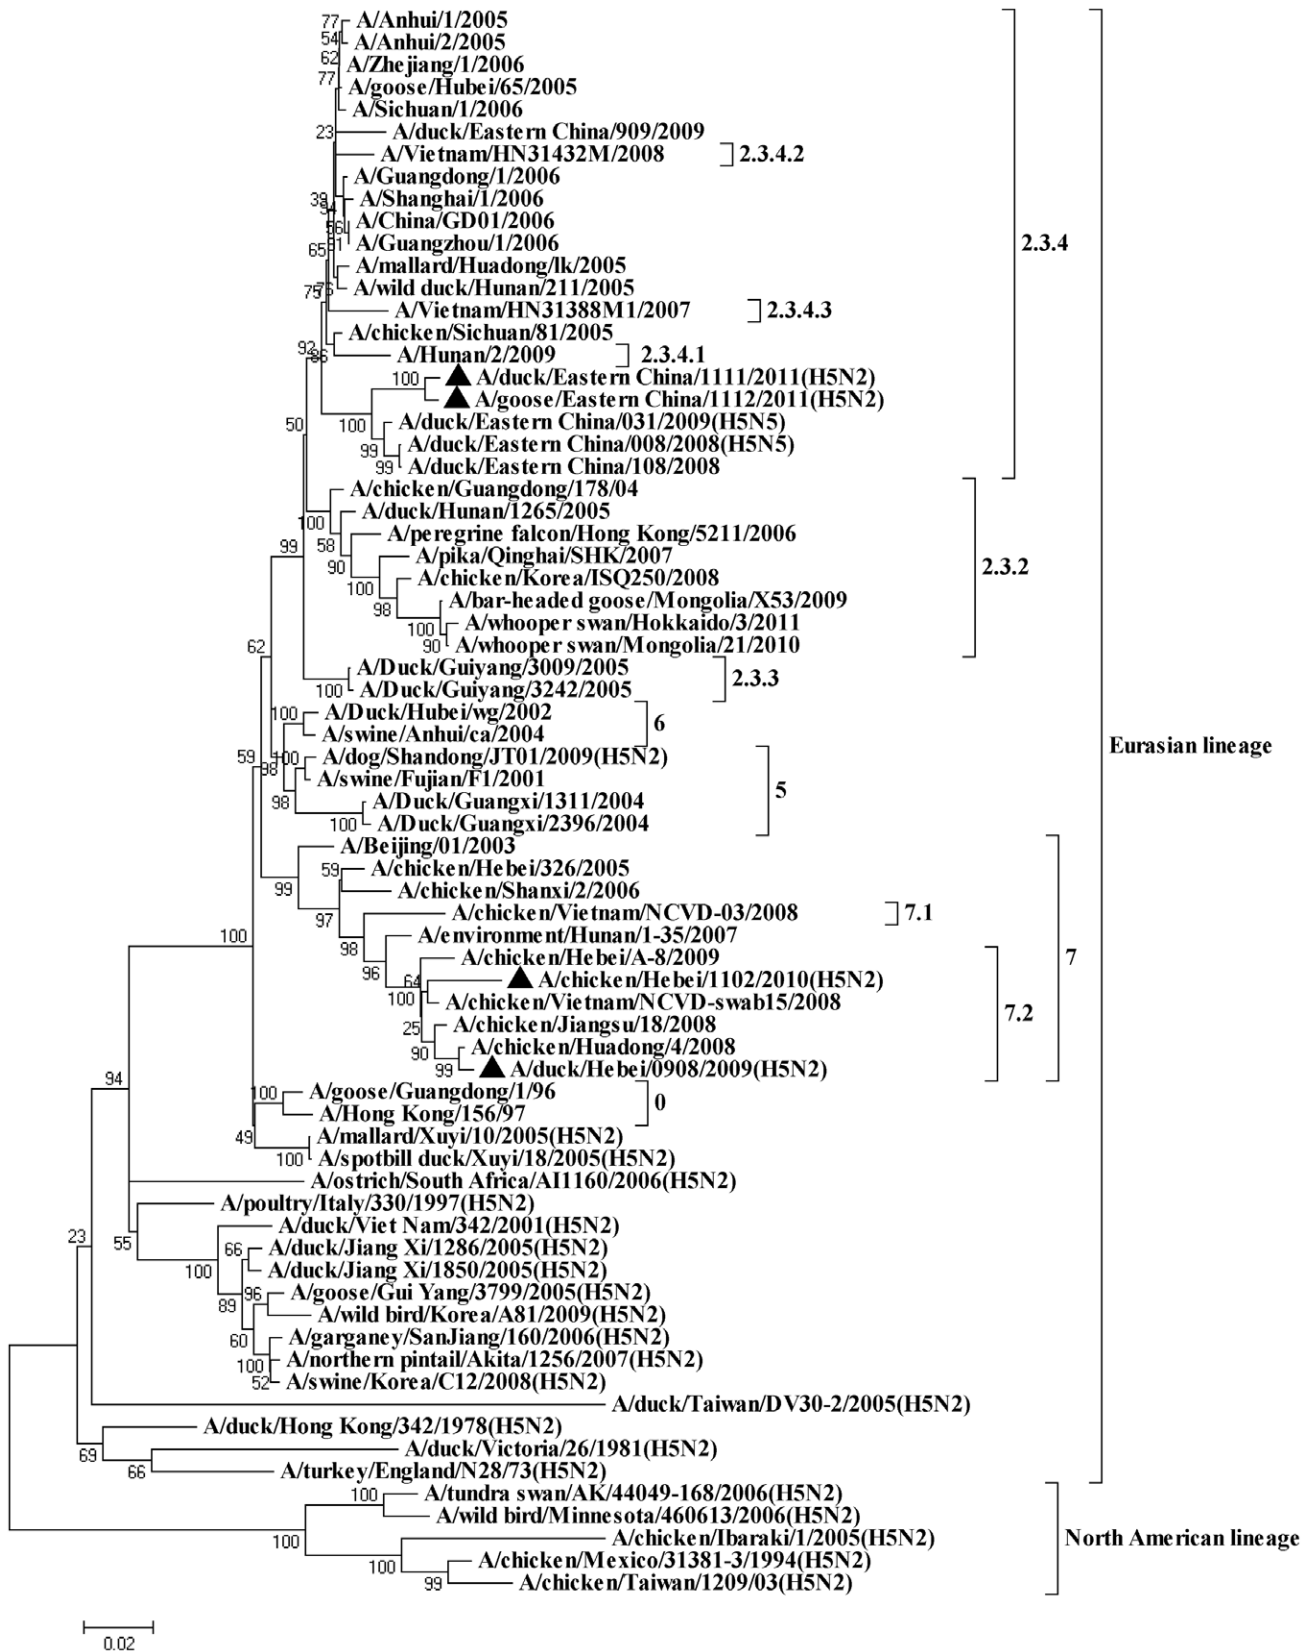 A/Anhui/1/2005
A/Anhui/2/2005
A/Zhejiang/1/2006
A/goose/Hubei/65/2005
A/Sichuan/1/2006
A/duck/Eastern China/909/2009
A/Vietnam/HN31432M/2008
2.3.4.2
A/Guangdong/1/2006
A/Shanghai/1/2006
A/China/GD01/2006
A/Guangzhou/1/2006
2.3.4
A/mallard/Huadong/lk/2005
A/wild duck/Hunan/211/2005
A/Vietnam/HN31388M1/2007
2.3.4.3
A/chicken/Sichuan/81/2005
A/Hunan/2/2009
2.3.4.1
A/duck/Eastern China/1111/2011(H5N2)
A/goose/Eastern China/1112/2011(H5N2)
A/duck/Eastern China/031/2009(H5N5)
A/duck/Eastern China/008/2008(H5N5)
A/duck/Eastern China/108/2008
A/chicken/Guangdong/178/04
A/duck/Hunan/1265/2005
A/peregrine falcon/Hong Kong/5211/2006
A/pika/Qinghai/SHK/2007
2.3.2
A/chicken/Korea/ISQ250/2008
A/bar-headed goose/Mongolia/X53/2009
A/whooper swan/Hokkaido/3/2011
A/whooper swan/Mongolia/21/2010
A/Duck/Guiyang/3009/2005
2.3.3
A/Duck/Guiyang/3242/2005
A/Duck/Hubei/wg/2002
6
A/swine/Anhui/ca/2004
Eurasian lineage
A/dog/Shandong/JT01/2009(H5N2)
A/swine/Fujian/F1/2001
5
A/Duck/Guangxi/1311/2004
A/Duck/Guangxi/2396/2004
A/Beijing/01/2003
A/chicken/Hebei/326/2005
A/chicken/Shanxi/2/2006
A/chicken/Vietnam/NCVD-03/2008
7.1
A/environment/Hunan/1-35/2007
7
A/chicken/Hebei/A-8/2009
A/chicken/Hebei/1102/2010(H5N2)
A/chicken/Vietnam/NCVD-swab15/2008
7.2
A/chicken/Jiangsu/18/2008
A/chicken/Huadong/4/2008
A/duck/Hebei/0908/2009(H5N2)
A/goose/Guangdong/1/96
0
A/Hong Kong/156/97
A/mallard/Xuyi/10/2005(H5N2)
A/spotbill duck/Xuyi/18/2005(H5N2)
A/ostrich/South Africa/AI1160/2006(H5N2)
A/poultry/Italy/330/1997(H5N2)
A/duck/Viet Nam/342/2001(H5N2)
A/duck/Jiang Xi/1286/2005(H5N2)
A/duck/Jiang Xi/1850/2005(H5N2)
A/goose/Gui Yang/3799/2005(H5N2)
A/wild bird/Korea/A81/2009(H5N2)
A/garganey/SanJiang/160/2006(H5N2)
A/northern pintail/Akita/1256/2007(H5N2)
A/swine/Korea/C12/2008(H5N2)
A/duck/Taiwan/DV30-2/2005(H5N2)
A/duck/Hong Kong/342/1978(H5N2)
A/duck/Victoria/26/1981(H5N2)
A/turkey/England/N28/73(H5N2)
A/tundra swan/AK/44049-168/2006(H5N2)
A/wild bird/Minnesota/460613/2006(H5N2)
North American lineage
A/chicken/Ibaraki/1/2005(H5N2)
A/chicken/Mexico/31381-3/1994(H5N2)
A/chicken/Taiwan/1209/03(H5N2)
77
54
62
77
23
39
65
75
92
100
50
100
99
99
100
58
99
90
100
98
100
90
62
100
100
59
100
98
98
100
59
99
97
98
96
64
100
25
90
99
100
94
100
49
100
23
55
66
100
89
96
60
100
52
69
66
100
100
100
99
0.02